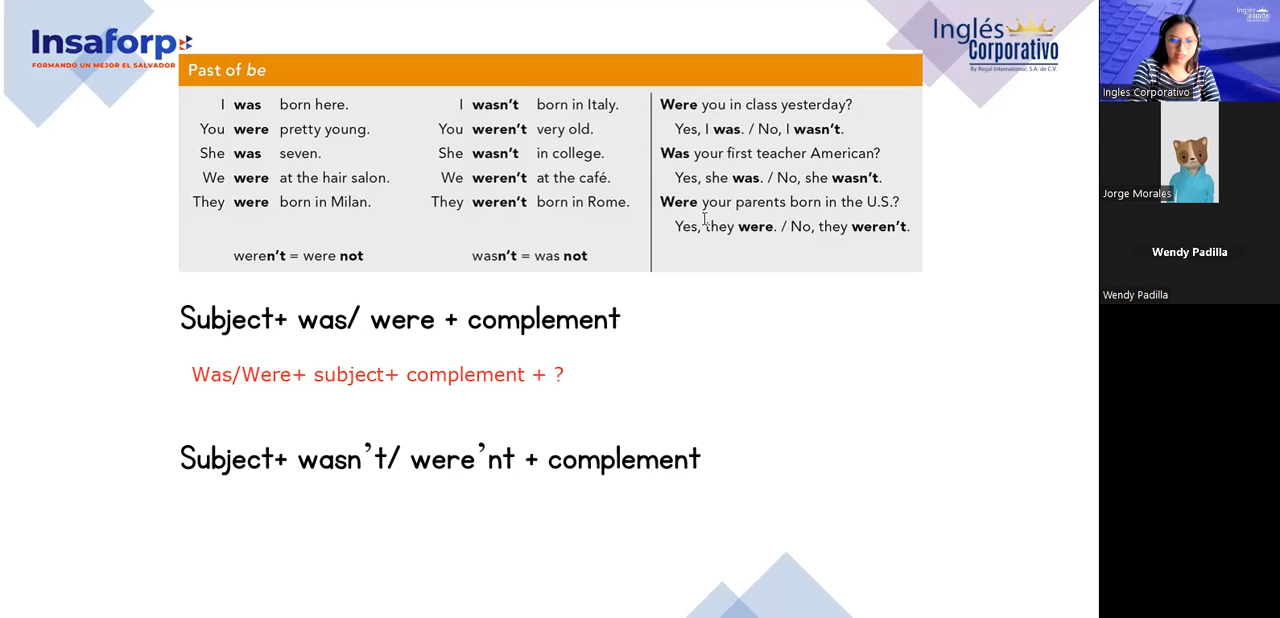 Insaforp
FORMANDO UN MEJOR EL SALVADOR
Inglés
Corporativo
By Regal International, S.A. de C.V.
Past of be
I was born here.
You were pretty young.
She was seven.
We were at the hair salon.
They were born in Milan.
weren't = were not
I wasn't born in Italy.
You weren't very old.
She wasn't in college.
We weren't at the café.
They weren't born in Rome.
wasn't = was not
Were you in class yesterday?
Yes, I was. / No, I wasn't.
Was your first teacher American?
Yes, she was. / No, she wasn't.
Were your parents born in the U.S.?
Yes, they were. / No, they weren't.
Subject+ was/ were + complement
Was/Were+ subject+ complement + ?
Subject+ wasn't/ were'nt + complement
Inglés
Ingles Corporativo
Jorge Morales
Wendy Padilla
Wendy Padilla